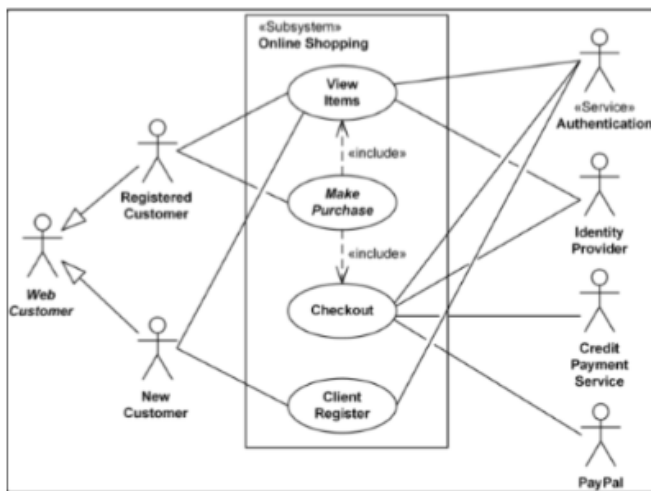 «Subsystem»
Online Shopping
View
Items
«Service»
Authentication
«include»
Registered
Customer
Make
Purchase
Identity
Provider
«include»
Web
Customer
Checkout
Credit
Payment
Service
New
Customer
Client
Register
PayPal